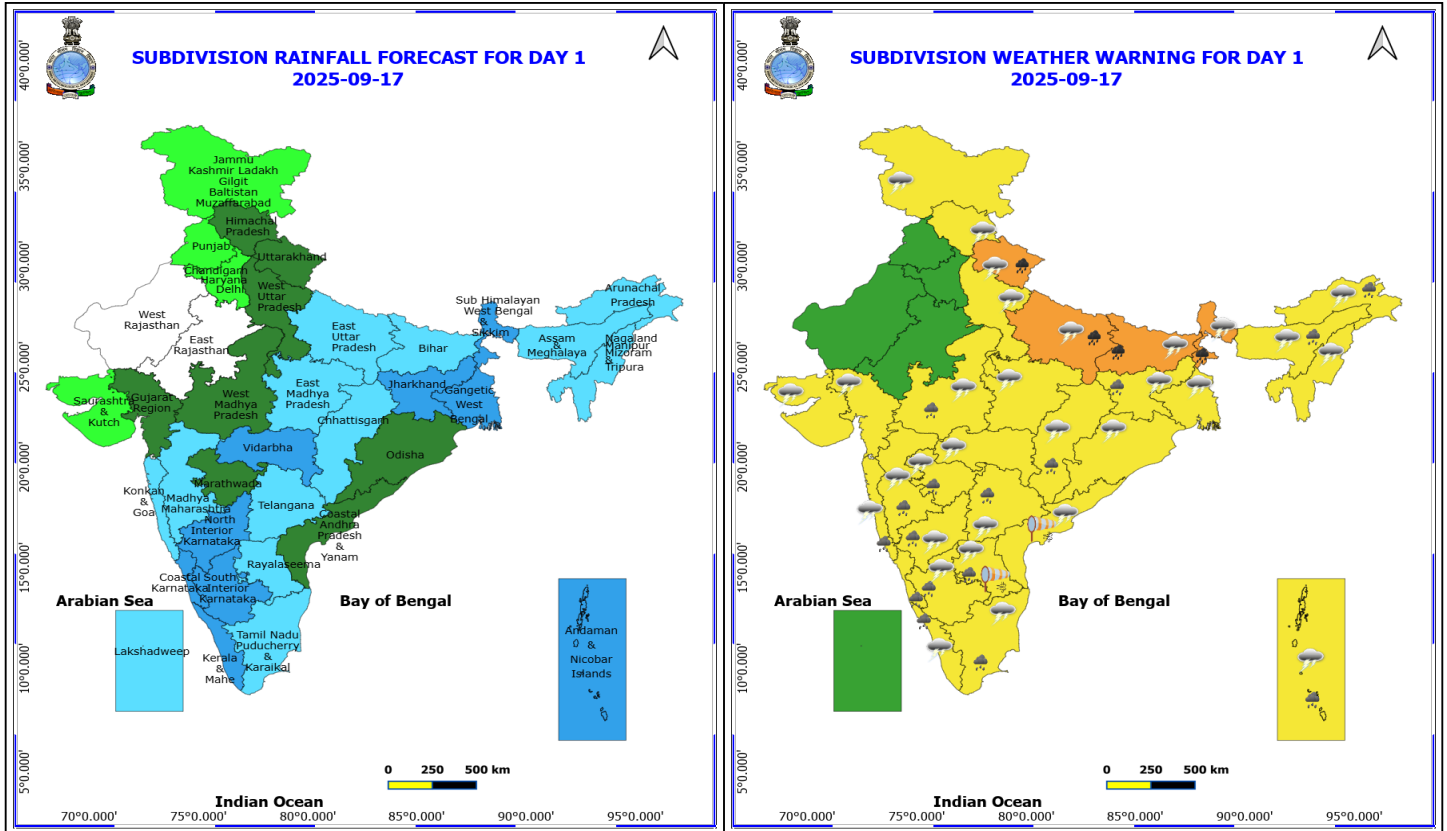 SUBDIVISION RAINFALL FORECAST FOR DAY 1
2025-09-17
40°0.000'
35°0.000'
30°0.000'
25°0.000'
20°0.000'
15°0.000'
10°0.000'
5°0.000'
Jammu
Kashmir Ladakh
Gilgit
Baltistan
Muzaffarabad
Himachal
Pradesh
Punjab
Uttarakhand
Chandigarh
Haryana
Delhi
West
Uttar
Pradesh
West
Rajasthan
East
Rajasthan
East
Uttar
Pradesh
Bihar
Sub Himalayan
West Bengal
&
Sikkim
Arunachal
Pradesh
Assam
&
Meghalaya
Nagaland
Manipur
Mizoram
&
Tripura
Saurashtra
&
Kutch
Gujarat
Region
West
Madhya
Pradesh
East
Madhya
Pradesh
Jharkhand
Gangetic
West
Bengal
Chhattisgarh
Vidarbha
Odisha
Konkan
&
Goa
Madhya
Maharashtra
Marathwada
Telangana
North
Interior
Karnataka
Coastal
Andhra
Pradesh
&
Yanam
Rayalaseema
Coastal
Karnataka
South
Interior
Karnataka
Arabian Sea
Bay of Bengal
Lakshadweep
Kerala
&
Mahe
Tamil Nadu
Puducherry
&
Karaikal
Andaman
&
Nicobar
Islands
0 250 500 km
Indian Ocean
70°0.000' 75°0.000' 80°0.000' 85°0.000' 90°0.000' 95°0.000'
SUBDIVISION WEATHER WARNING FOR DAY 1
2025-09-17
40°0.000'
35°0.000'
30°0.000'
25°0.000'
20°0.000'
15°0.000'
10°0.000'
5°0.000'
Arabian Sea
Bay of Bengal
0 250 500 km
Indian Ocean
70°0.000' 75°0.000' 80°0.000' 85°0.000' 90°0.000' 95°0.000'